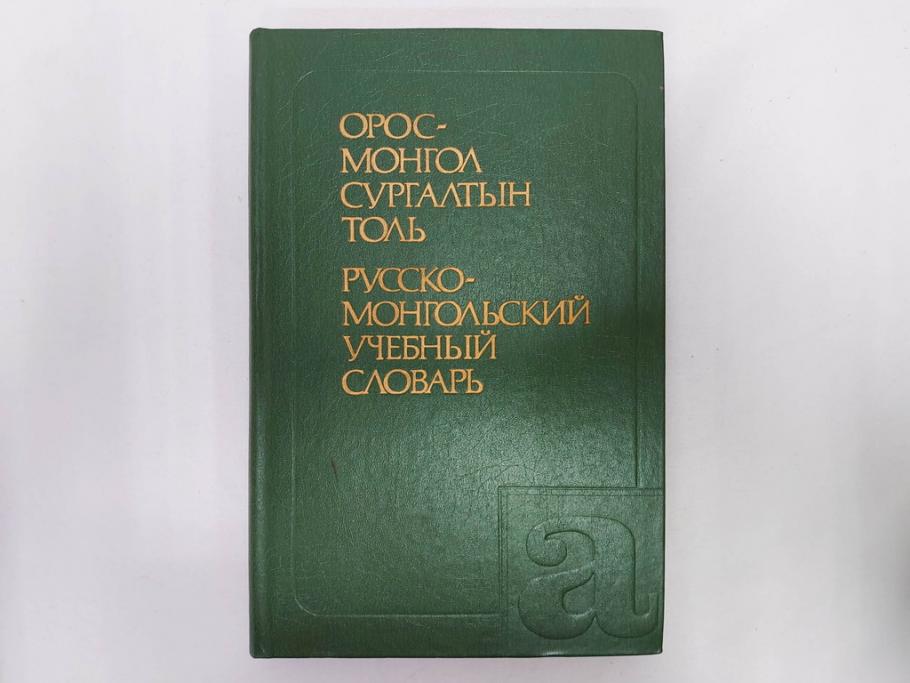 ОРОС-
МОНГОЛ
СУРГАЛТЫН
ТОЛЬ
РУССКО-
МОНГОЛЬСКИЙ
УЧЕБНЫЙ
СЛОВАРЬ
а